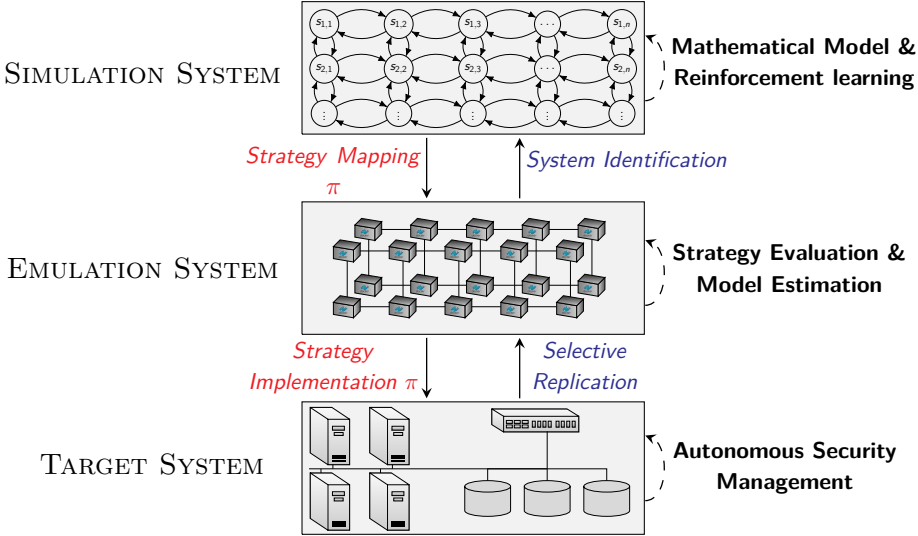 s1,1 s1,2 s1,3 ··· s1,n
s2,1 s2,2 s2,3 ··· s2,n
⋮ ⋮ ⋮ ⋮ ⋮
SIMULATION SYSTEM
Mathematical Model &
Reinforcement learning
Strategy Mapping
π
System Identification
EMULATION SYSTEM
Strategy Evaluation &
Model Estimation
Strategy
Implementation π
Selective
Replication
TARGET SYSTEM
Autonomous Security
Management